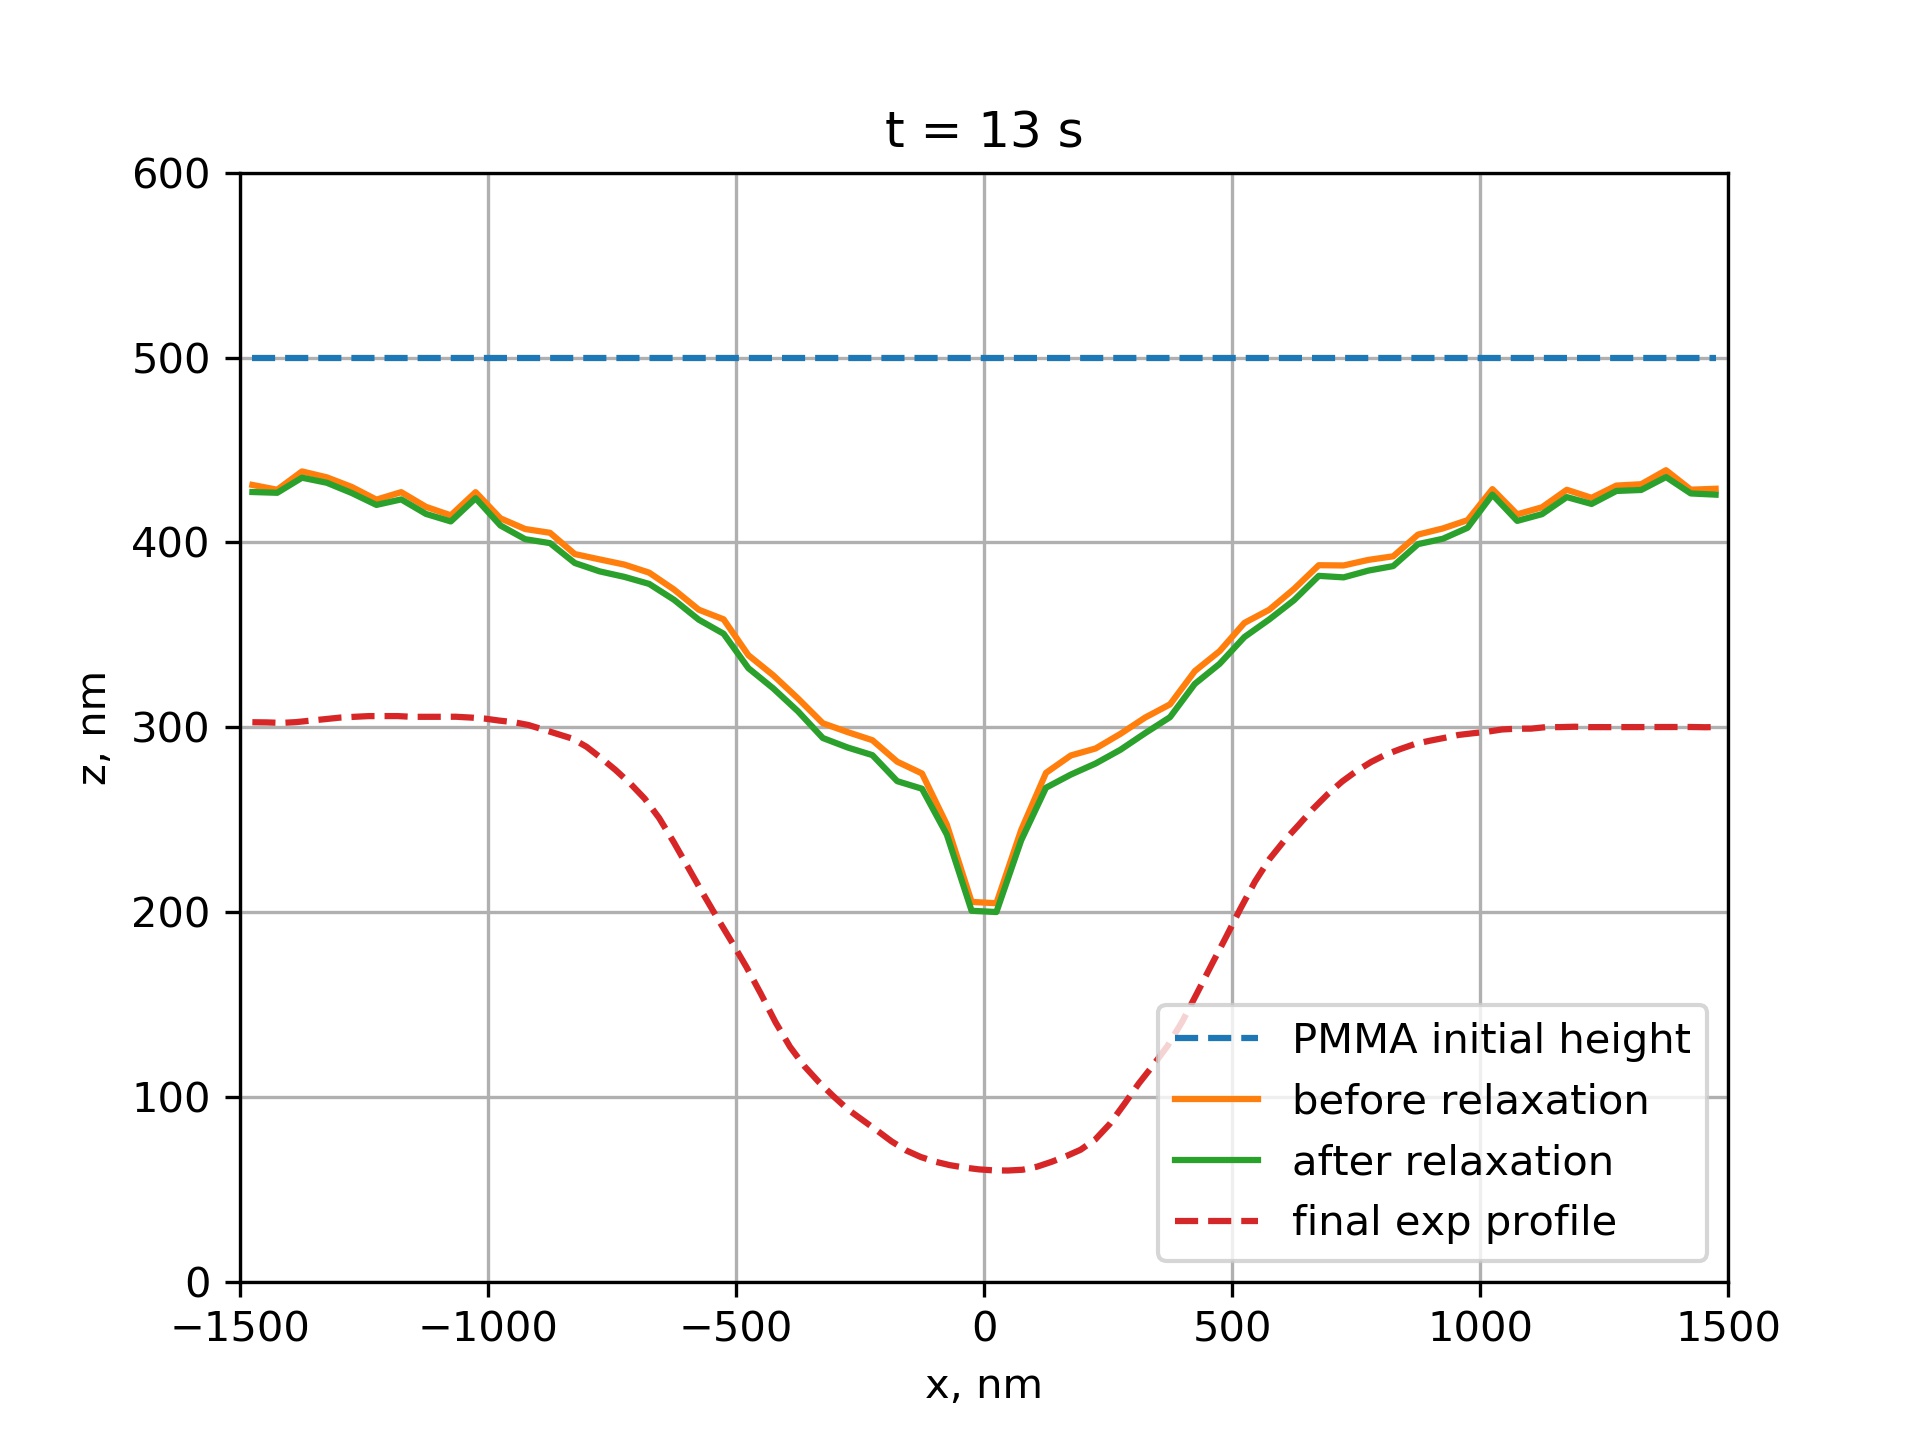 t = 13 s
600
500
400
300
200
100
0
z, nm
−1500 −1000 −500 0 500 1000 1500
x, nm
PMMA initial height
before relaxation
after relaxation
final exp profile